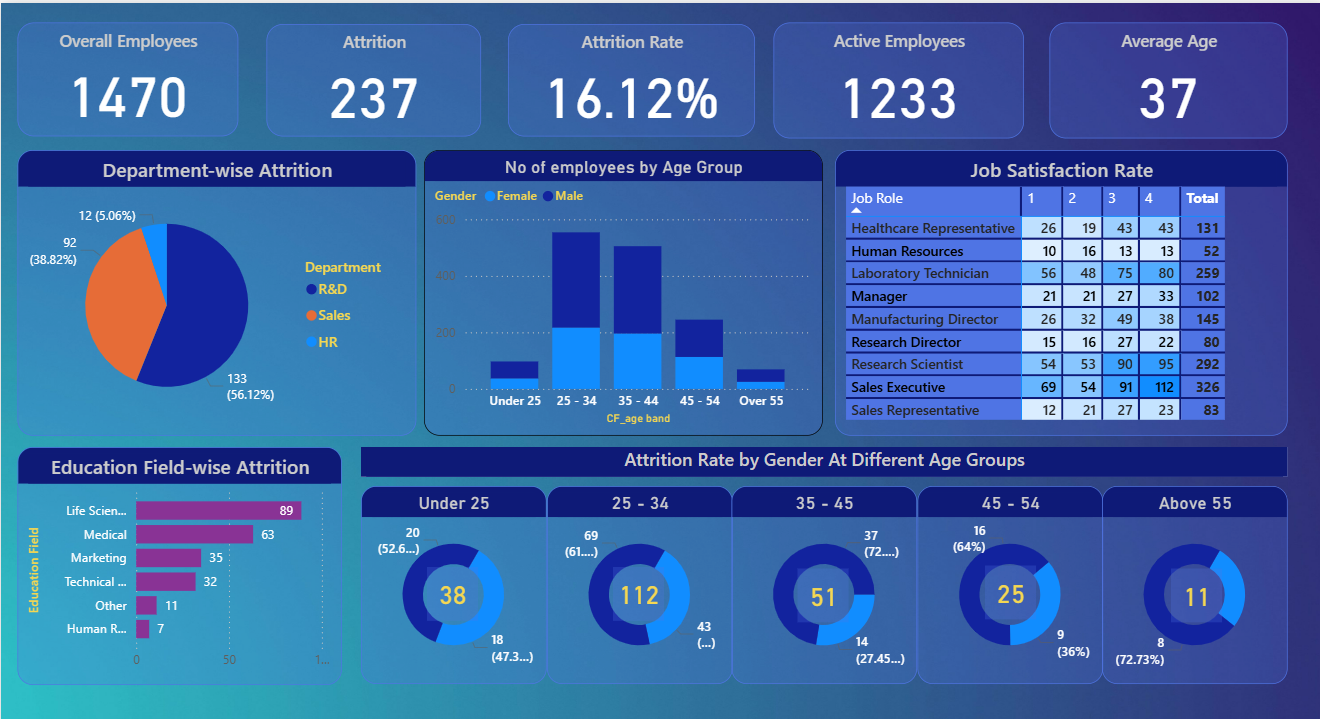 Overall Employees
1470
Attrition
237
Attrition Rate
16.12%
Active Employees
1233
Average Age
37
Department-wise Attrition
12 (5.06%)
92
(38.82%)
133
(56.12%)
Department
R&D
Sales
HR
No of employees by Age Group
Gender Female Male
600
400
200
0
Under 25 25 - 34 35 - 44 45 - 54 Over 55
CF_age band
Job Satisfaction Rate
Job Role 1 2 3 4 Total
Healthcare Representative 26 19 43 43 131
Human Resources 10 16 13 13 52
Laboratory Technician 56 48 75 80 259
Manager 21 21 27 33 102
Manufacturing Director 26 32 49 38 145
Research Director 15 16 27 22 80
Research Scientist 54 53 90 95 292
Sales Executive 69 54 91 112 326
Sales Representative 12 21 27 23 83
Education Field-wise Attrition
Education Field
Life Scien... 89
Medical 63
Marketing 35
Technical ... 32
Other 11
Human R... 7
0 50 1...
Attrition Rate by Gender At Different Age Groups
Under 25
20
(52.6...)
38
18
(47.3...)
25 - 34
69
(61....)
112
43
(...)
35 - 45
37
(72....)
51
14
(27.45...)
45 - 54
16
(64%)
25
9
(36%)
Above 55
11
8
(72.73%)